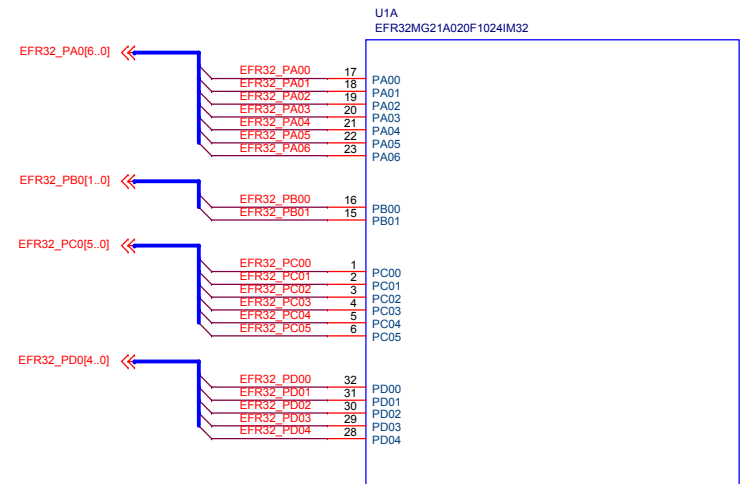 U1A
EFR32MG21A020F1024IM32
EFR32_PA0[6..0]
EFR32_PA00 17 PA00
EFR32_PA01 18 PA01
EFR32_PA02 19 PA02
EFR32_PA03 20 PA03
EFR32_PA04 21 PA04
EFR32_PA05 22 PA05
EFR32_PA06 23 PA06
EFR32_PB0[1..0]
EFR32_PB00 16 PB00
EFR32_PB01 15 PB01
EFR32_PC0[5..0]
EFR32_PC00 1 PC00
EFR32_PC01 2 PC01
EFR32_PC02 3 PC02
EFR32_PC03 4 PC03
EFR32_PC04 5 PC04
EFR32_PC05 6 PC05
EFR32_PD0[4..0]
EFR32_PD00 32 PD00
EFR32_PD01 31 PD01
EFR32_PD02 30 PD02
EFR32_PD03 29 PD03
EFR32_PD04 28 PD04